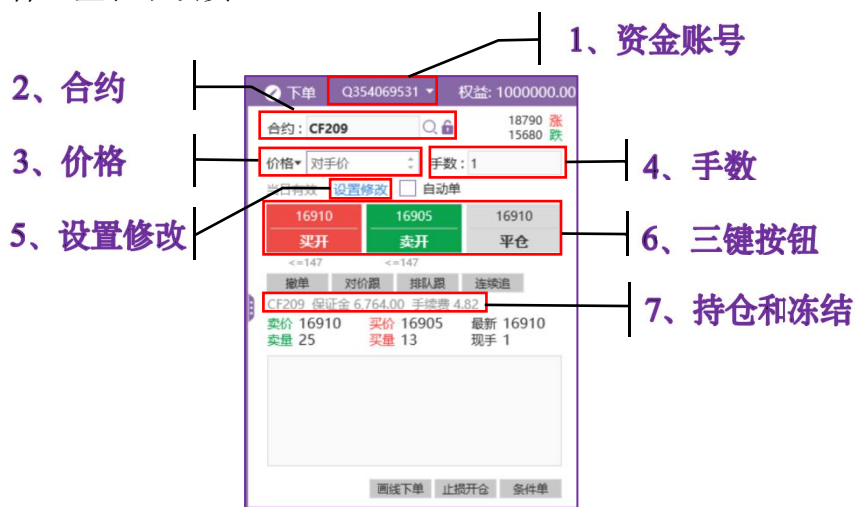 1、资金账号
2、合约
下单 Q354069531 权益: 1000000.00
合约: CF209 18790 涨
15680 跌
3、价格
价格 对手价 手数: 1
4、手数
当日有效 设置修改 自动单
5、设置修改
16910 16905 16910
买开 卖开 平仓
6、三键按钮
<=147 <=147
撤单 对价跟 排队跟 连续追
CF209 保证金 6,764.00 手续费 4.82
7、持仓和冻结
卖价 16910 买价 16905 最新 16910
卖量 25 买量 13 现手 1
画线下单 止损开仓 条件单